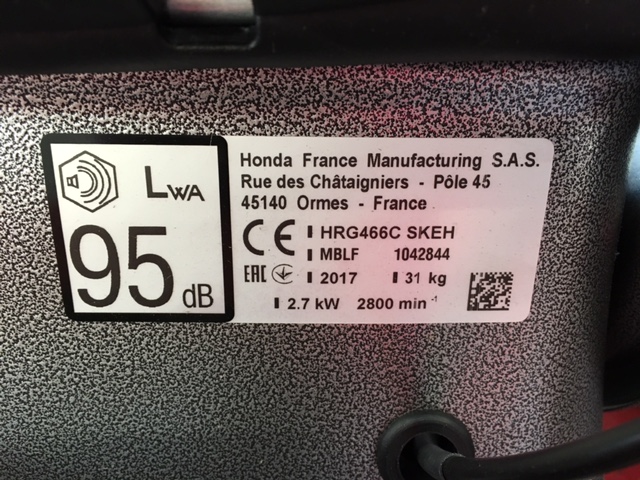 LWA
95 dB
Honda France Manufacturing S.A.S.
Rue des Châtaigniers - Pôle 45
45140 Ormes - France
CE HRG466C SKEH
MBLF 1042844
EAC 2017 31 kg
2.7 kW 2800 min⁻¹